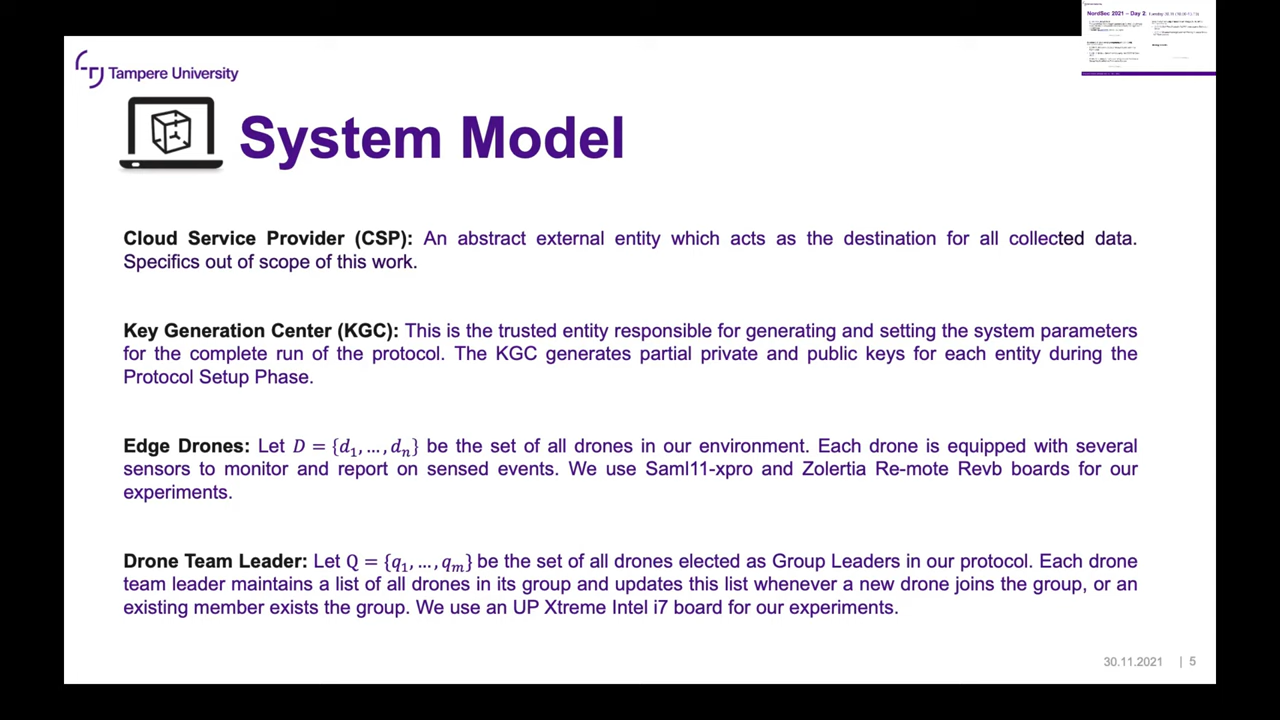 NordSec 2021 – Day 2
Tampere University
System Model
Cloud Service Provider (CSP): An abstract external entity which acts as the destination for all collected data.
Specifics out of scope of this work.
Key Generation Center (KGC): This is the trusted entity responsible for generating and setting the system parameters
for the complete run of the protocol. The KGC generates partial private and public keys for each entity during the
Protocol Setup Phase.
Edge Drones: Let D = {d₁, ..., dₙ} be the set of all drones in our environment. Each drone is equipped with several
sensors to monitor and report on sensed events. We use Saml11-xpro and Zolertia Re-mote Revb boards for our
experiments.
Drone Team Leader: Let Q = {q₁, ..., qₘ} be the set of all drones elected as Group Leaders in our protocol. Each drone
team leader maintains a list of all drones in its group and updates this list whenever a new drone joins the group, or an
existing member exists the group. We use an UP Xtreme Intel i7 board for our experiments.
30.11.2021 | 5